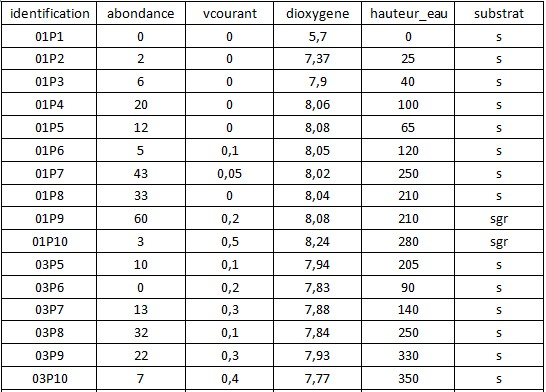 identification abondance vcourant dioxygene hauteur_eau substrat
01P1 0 0 5,7 0 s
01P2 2 0 7,37 25 s
01P3 6 0 7,9 40 s
01P4 20 0 8,06 100 s
01P5 12 0 8,08 65 s
01P6 5 0,1 8,05 120 s
01P7 43 0,05 8,02 250 s
01P8 33 0 8,04 210 s
01P9 60 0,2 8,08 210 sgr
01P10 3 0,5 8,24 280 sgr
03P5 10 0,1 7,94 205 s
03P6 0 0,2 7,83 90 s
03P7 13 0,3 7,88 140 s
03P8 32 0,1 7,84 250 s
03P9 22 0,3 7,93 330 s
03P10 7 0,4 7,77 350 s